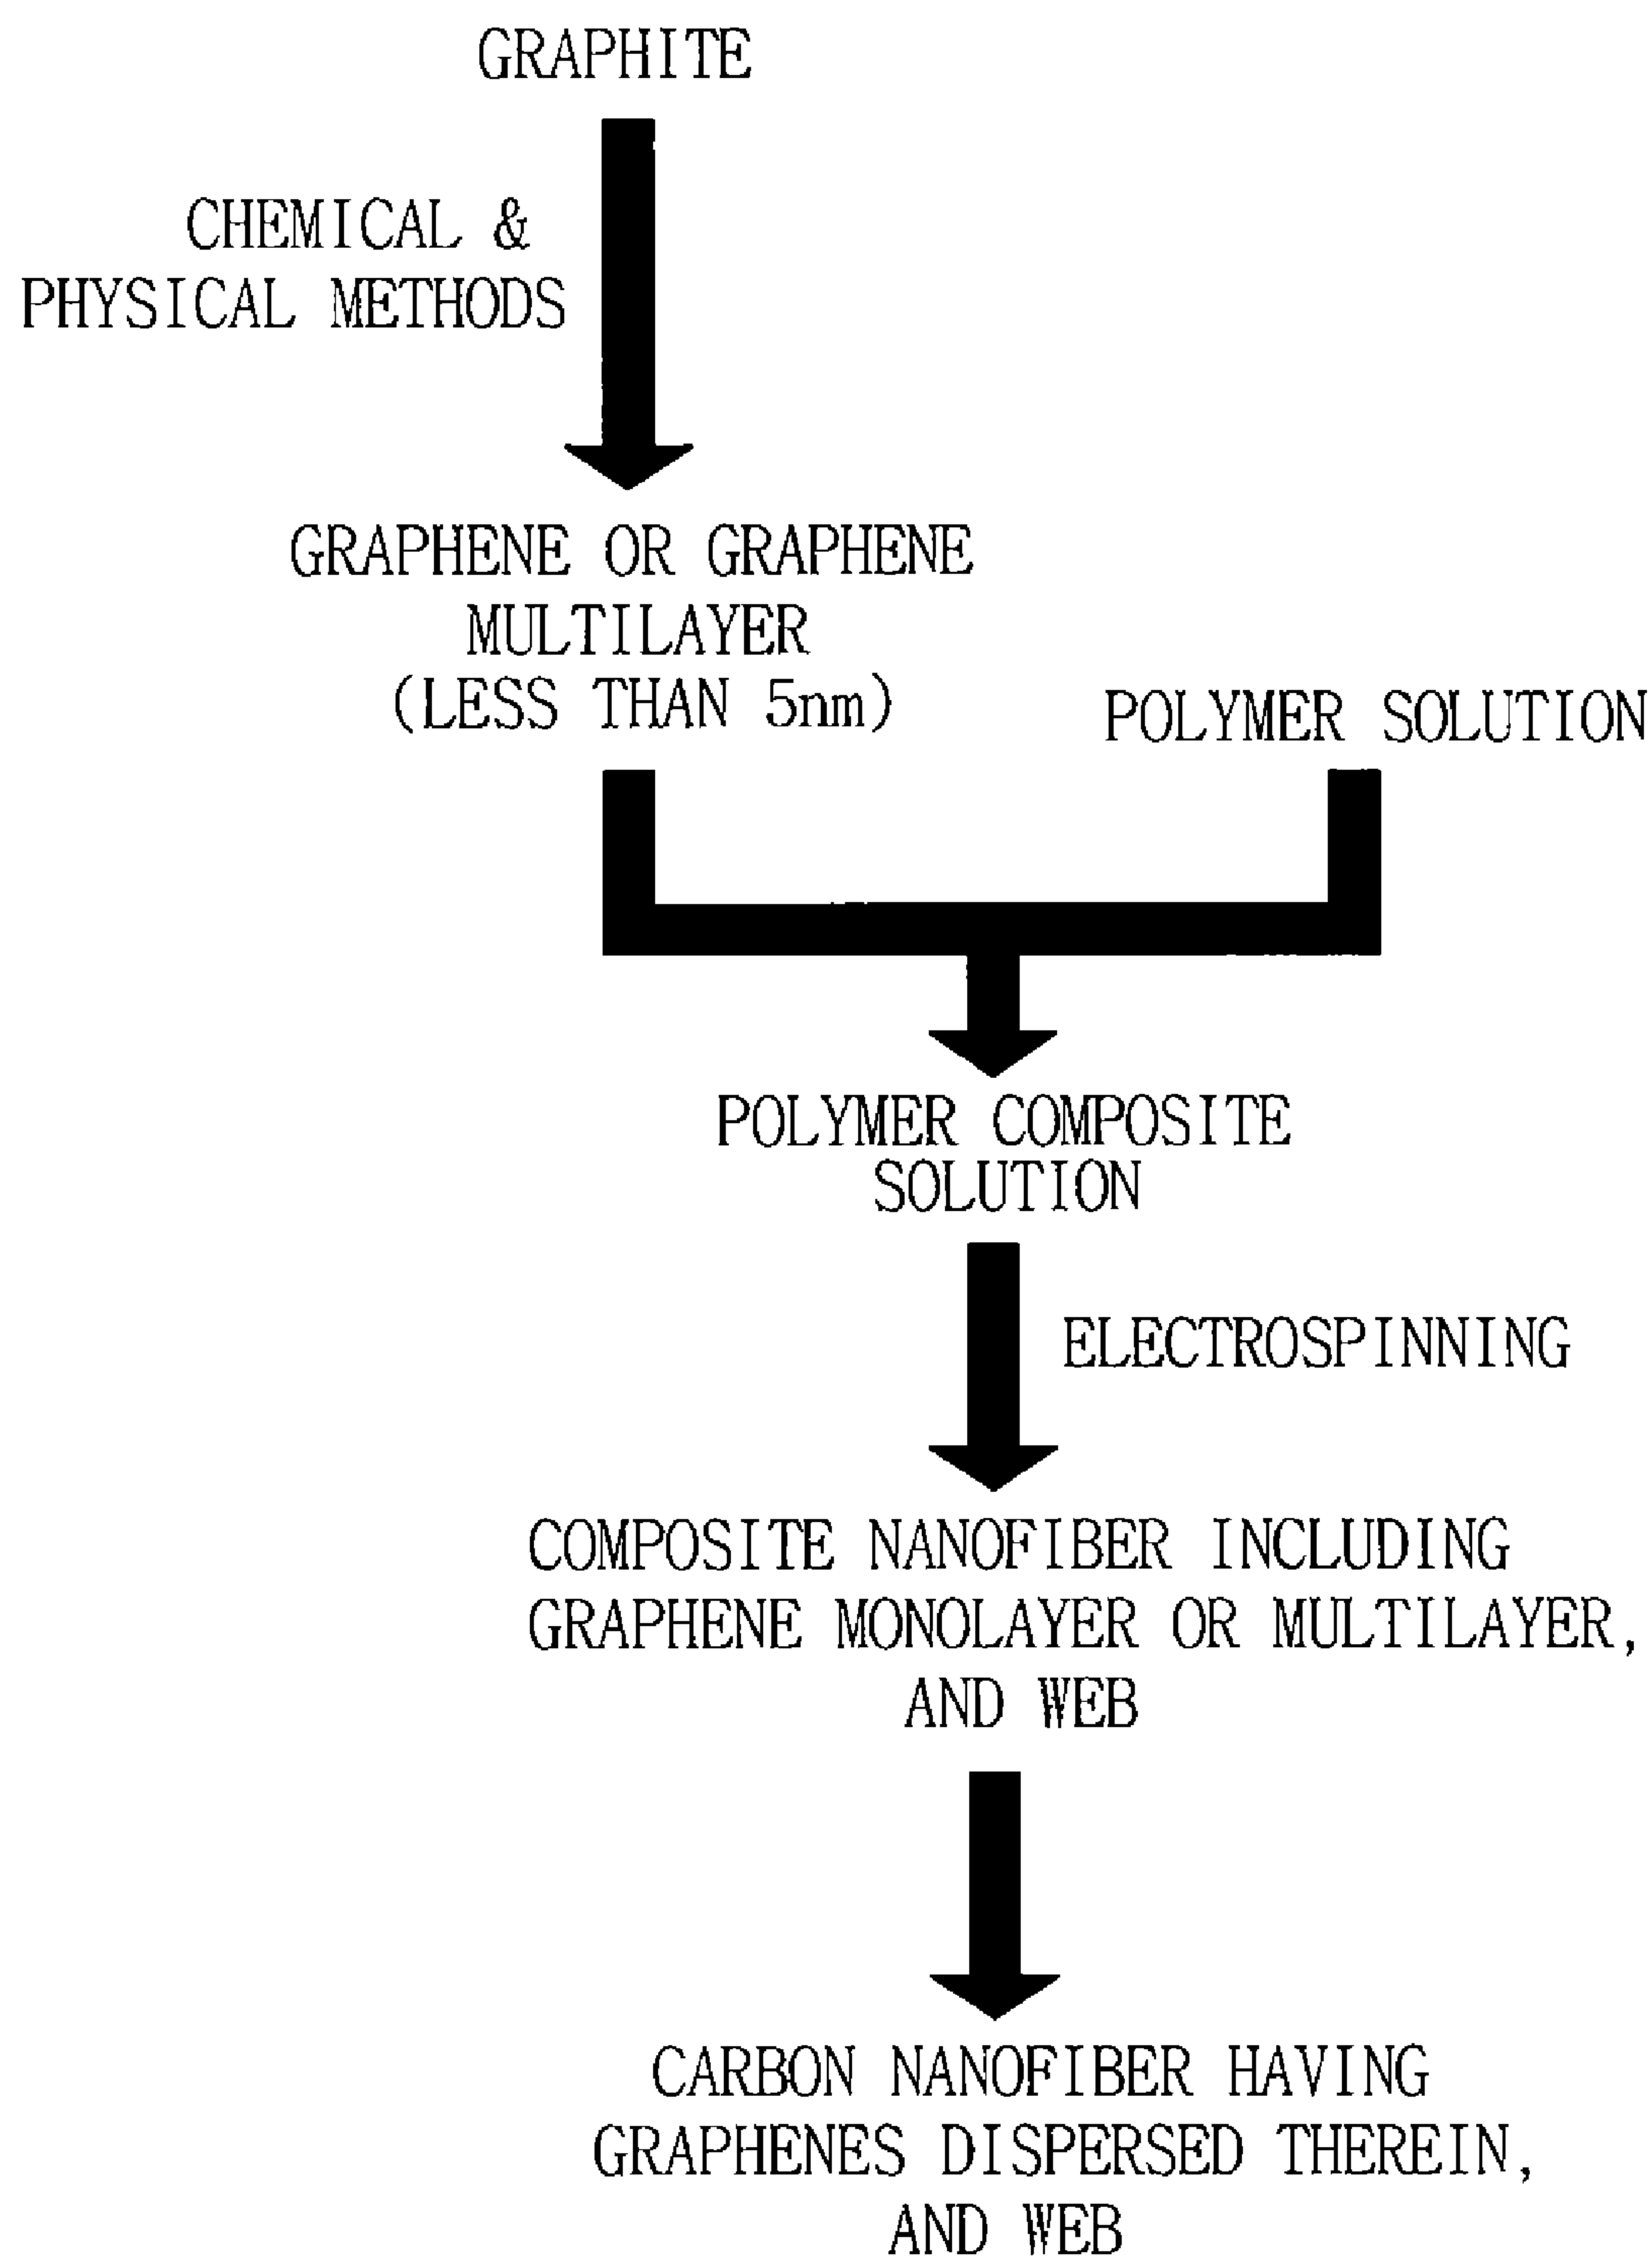 GRAPHITE
CHEMICAL &
PHYSICAL METHODS
GRAPHENE OR GRAPHENE
MULTILAYER
(LESS THAN 5nm)
POLYMER SOLUTION
POLYMER COMPOSITE
SOLUTION
ELECTROSPINNING
COMPOSITE NANOFIBER INCLUDING
GRAPHENE MONOLAYER OR MULTILAYER,
AND WEB
CARBON NANOFIBER HAVING
GRAPHENES DISPERSED THEREIN,
AND WEB